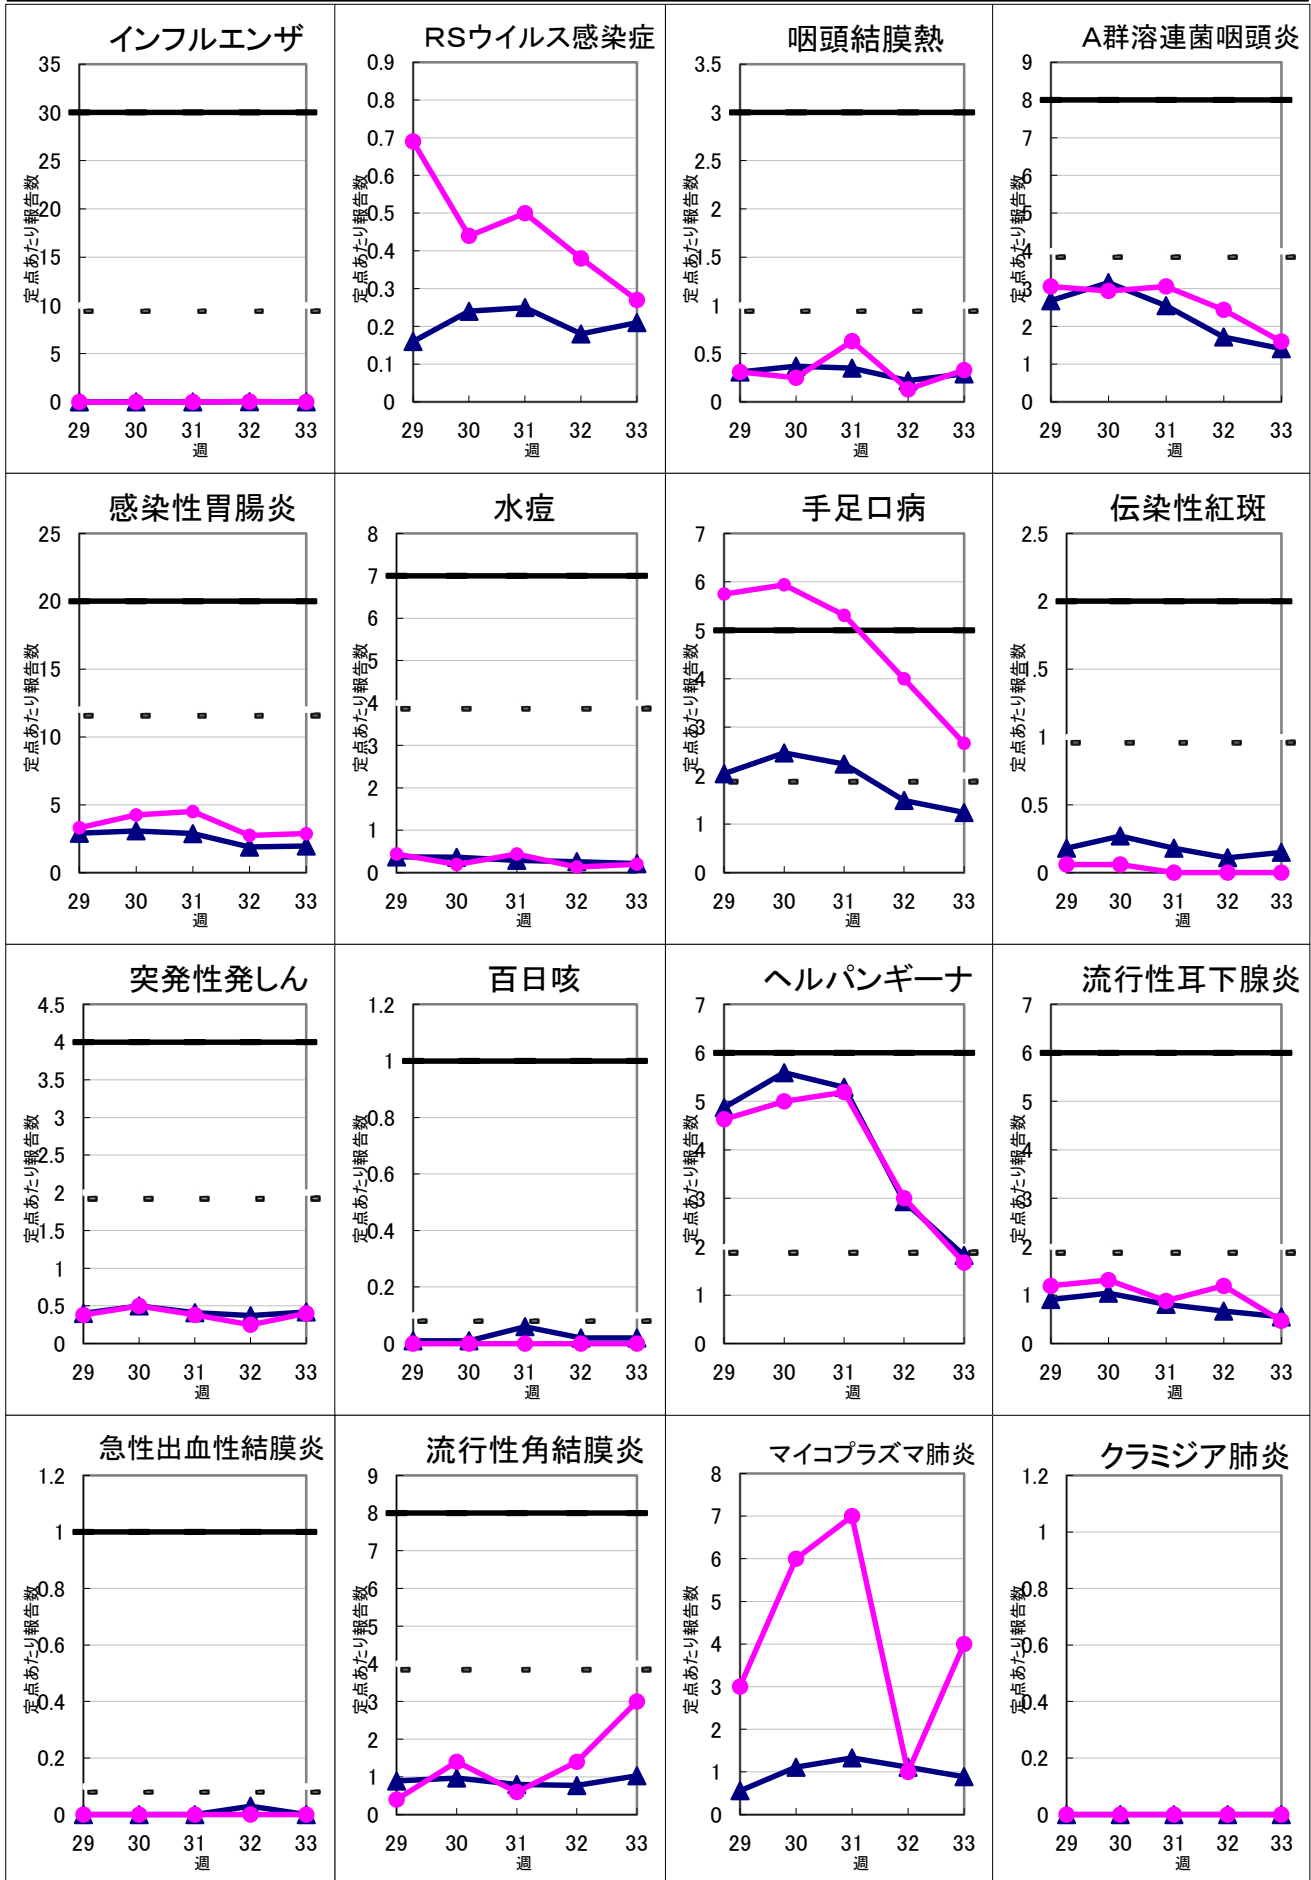 インフルエンザ
35
30
25
20
15
10
5
0
定点あたり報告数
29 30 31 32 33
週
RSウイルス感染症
0.9
0.8
0.7
0.6
0.5
0.4
0.3
0.2
0.1
0
定点あたり報告数
29 30 31 32 33
週
咽頭結膜熱
3.5
3
2.5
2
1.5
1
0.5
0
定点あたり報告数
29 30 31 32 33
週
A群溶連菌咽頭炎
9
8
7
6
5
4
3
2
1
0
定点あたり報告数
29 30 31 32 33
週
感染性胃腸炎
25
20
15
10
5
0
定点あたり報告数
29 30 31 32 33
週
水痘
8
7
6
5
4
3
2
1
0
定点あたり報告数
29 30 31 32 33
週
手足口病
7
6
5
4
3
2
1
0
定点あたり報告数
29 30 31 32 33
週
伝染性紅斑
2.5
2
1.5
1
0.5
0
定点あたり報告数
29 30 31 32 33
週
突発性発しん
4.5
4
3.5
3
2.5
2
1.5
1
0.5
0
定点あたり報告数
29 30 31 32 33
週
百日咳
1.2
1
0.8
0.6
0.4
0.2
0
定点あたり報告数
29 30 31 32 33
週
ヘルパンギーナ
7
6
5
4
3
2
1
0
定点あたり報告数
29 30 31 32 33
週
流行性耳下腺炎
7
6
5
4
3
2
1
0
定点あたり報告数
29 30 31 32 33
週
急性出血性結膜炎
1.2
1
0.8
0.6
0.4
0.2
0
定点あたり報告数
29 30 31 32 33
週
流行性角結膜炎
9
8
7
6
5
4
3
2
1
0
定点あたり報告数
29 30 31 32 33
週
マイコプラズマ肺炎
8
7
6
5
4
3
2
1
0
定点あたり報告数
29 30 31 32 33
週
クラミジア肺炎
1.2
1
0.8
0.6
0.4
0.2
0
定点あたり報告数
29 30 31 32 33
週